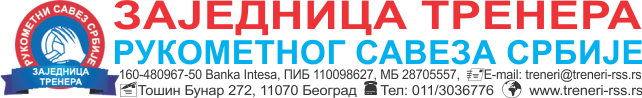 РУКОМЕТНИ САВЕЗ СРБИЈЕ
ЗАЈЕДНИЦА
ТРЕНЕРА
ЗАЈЕДНИЦА ТРЕНЕРА
РУКОМЕТНОГ САВЕЗА СРБИЈЕ
160-480967-50 Banka Intesa, ПИБ 110098627, МБ 28705557, E-mail: treneri@treneri-rss.rs
Тошин Бунар 272, 11070 Београд Тел: 011/3036776 www.treneri-rss.rs